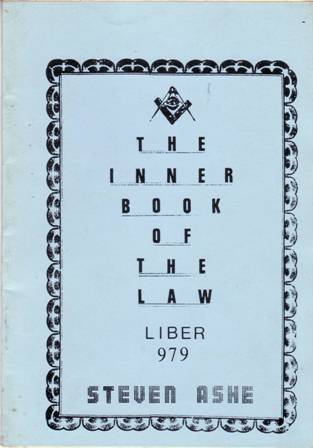 THE
INNER
BOOK
OF
THE
LAW
LIBER
979
STEVEN ASHE